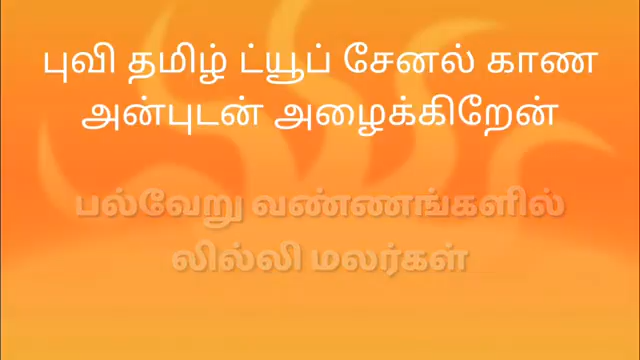 புவி தமிழ் ட்யூப் சேனல் காண
அன்புடன் அழைக்கிறேன்
பல்வேறு வண்ணங்களில்
லில்லி மலர்கள்